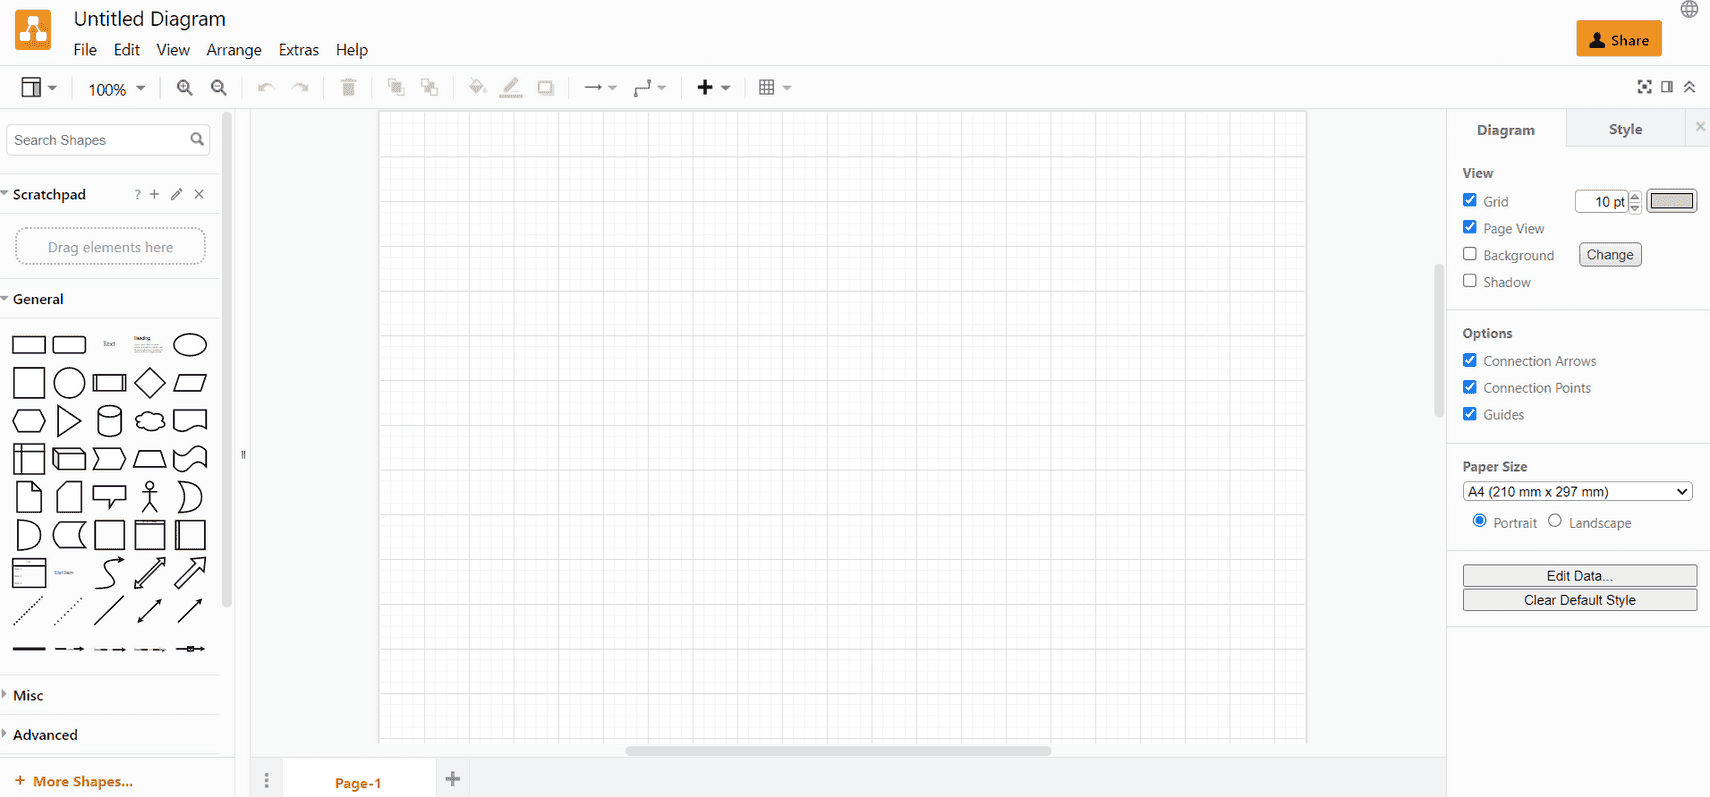 Untitled Diagram
File Edit View Arrange Extras Help
Share
100%
Search Shapes
Scratchpad ? + ×
Drag elements here
General
Text
Heading
List Item
Misc
Advanced
+ More Shapes...
Page-1
Diagram Style
View
Grid 10 pt
Page View
Background Change
Shadow
Options
Connection Arrows
Connection Points
Guides
Paper Size
A4 (210 mm x 297 mm)
Portrait Landscape
Edit Data...
Clear Default Style